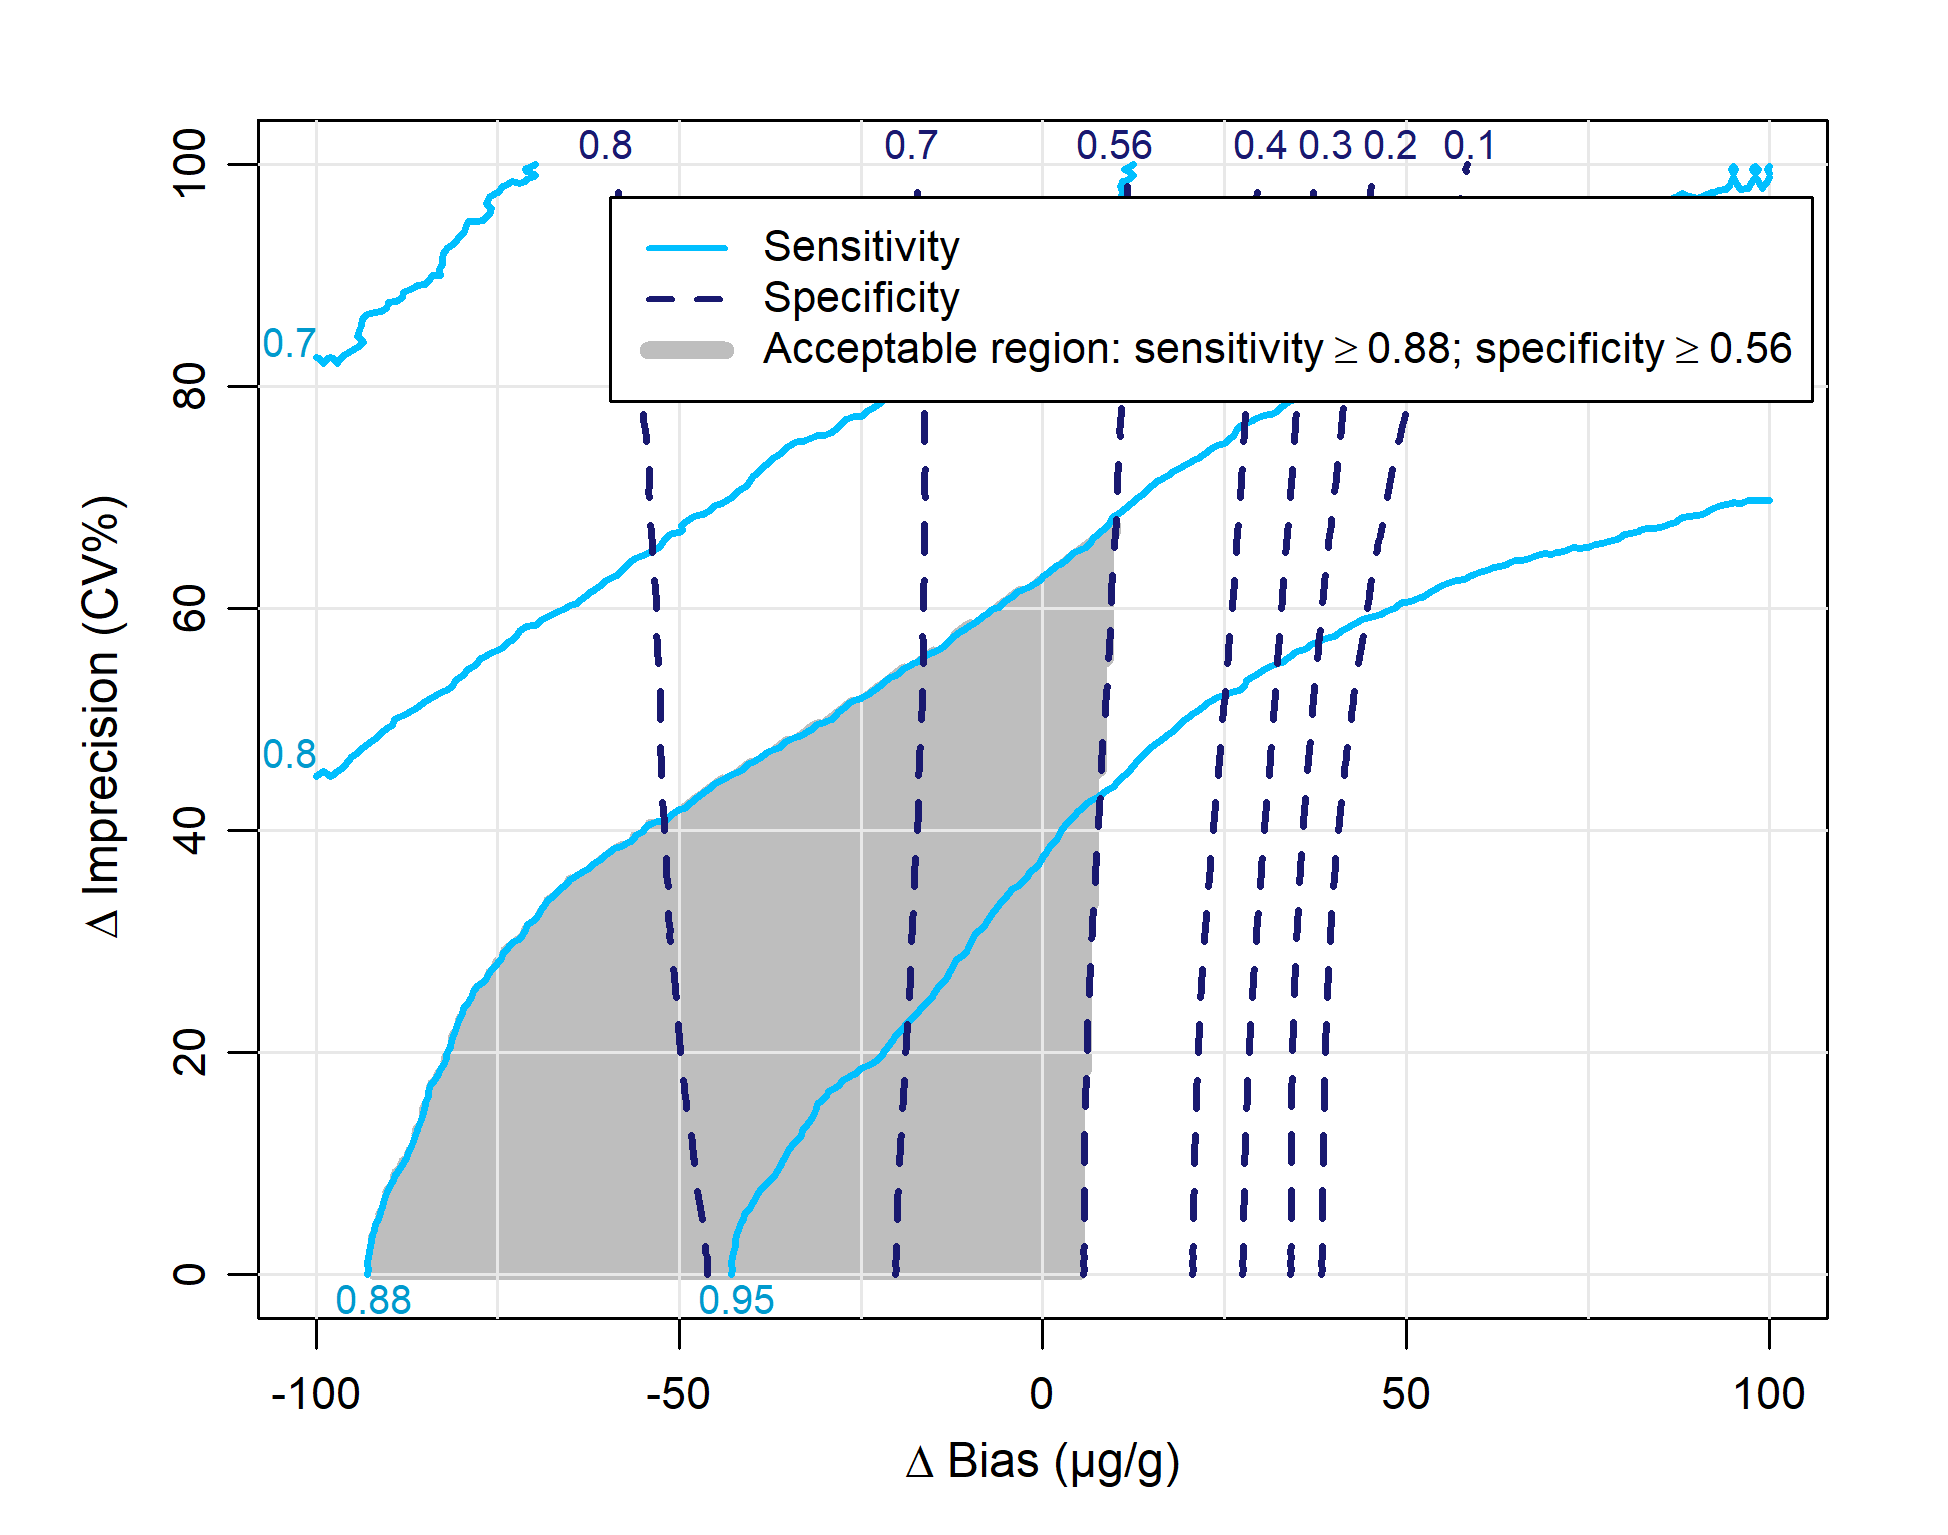 0.8 0.7 0.56 0.4 0.3 0.2 0.1
Sensitivity
Specificity
Acceptable region: sensitivity ≥ 0.88; specificity ≥ 0.56
0.7
0.8
0.88 0.95
100
80
60
40
20
0
Δ Imprecision (CV%)
-100 -50 0 50 100
Δ Bias (µg/g)